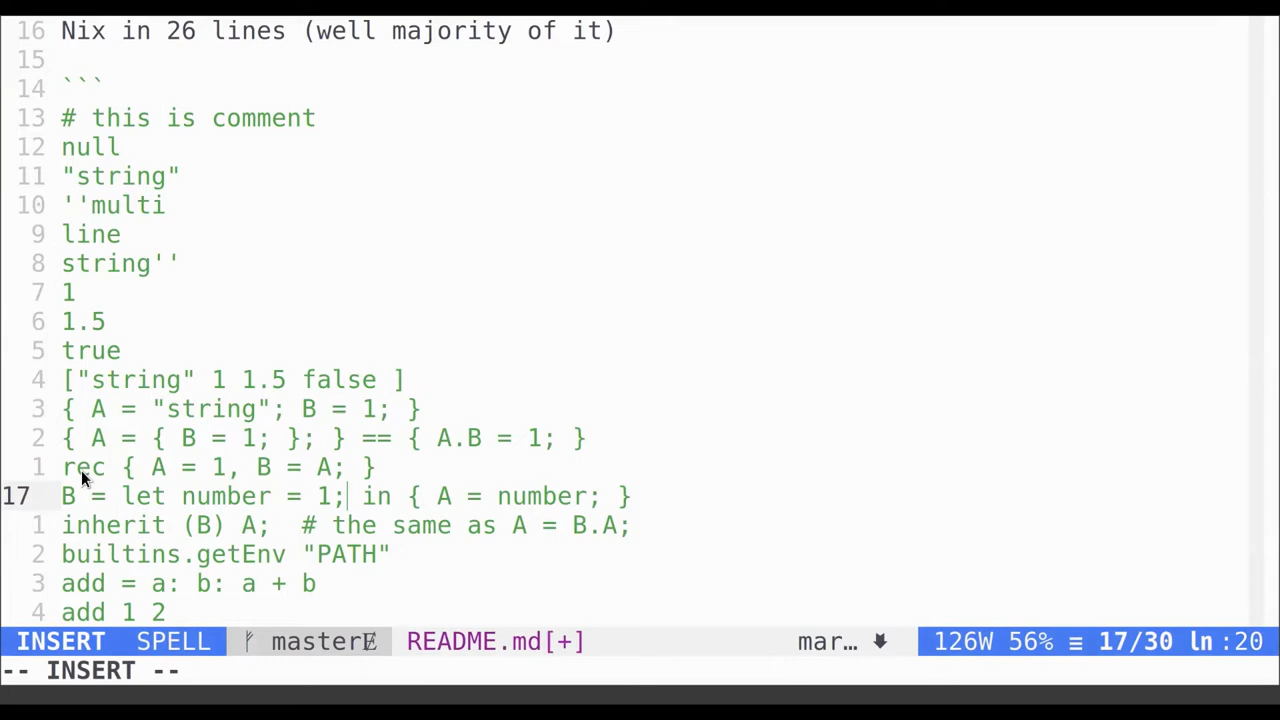 16 Nix in 26 lines (well majority of it)
15
14 ```
13 # this is comment
12 null
11 "string"
10 ''multi
9 line
8 string''
7 1
6 1.5
5 true
4 ["string" 1 1.5 false ]
3 { A = "string"; B = 1; }
2 { A = { B = 1; }; } == { A.B = 1; }
1 rec { A = 1, B = A; }
17 B = let number = 1; in { A = number; }
1 inherit (B) A;  # the same as A = B.A;
2 builtins.getEnv "PATH"
3 add = a: b: a + b
4 add 1 2
INSERT SPELL master README.md[+] mar… 126W 56% ≡ 17/30 ln:20
-- INSERT --